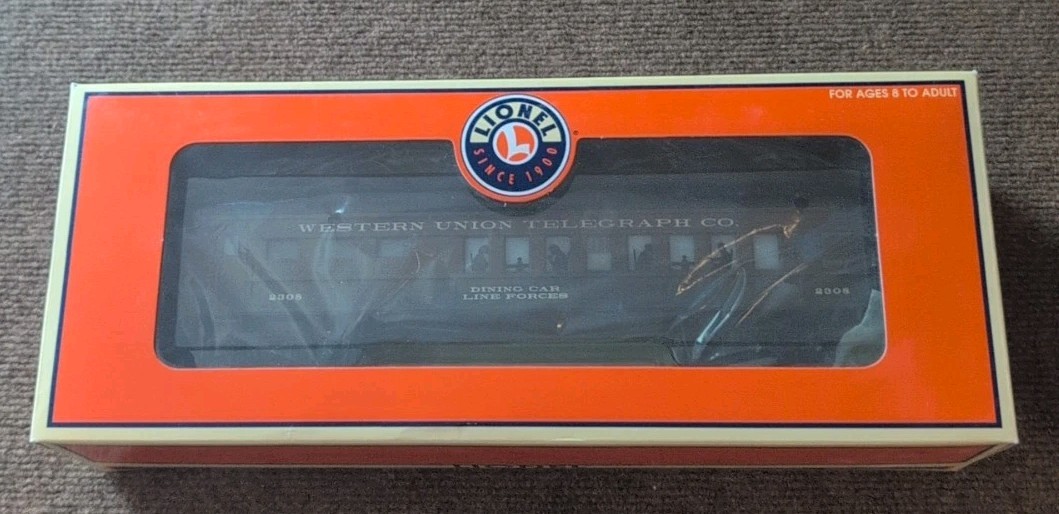 FOR AGES 8 TO ADULT
LIONEL
L
SINCE 1900
WESTERN UNION TELEGRAPH CO.
DINING CAR
LINE FORCES
2308
2308